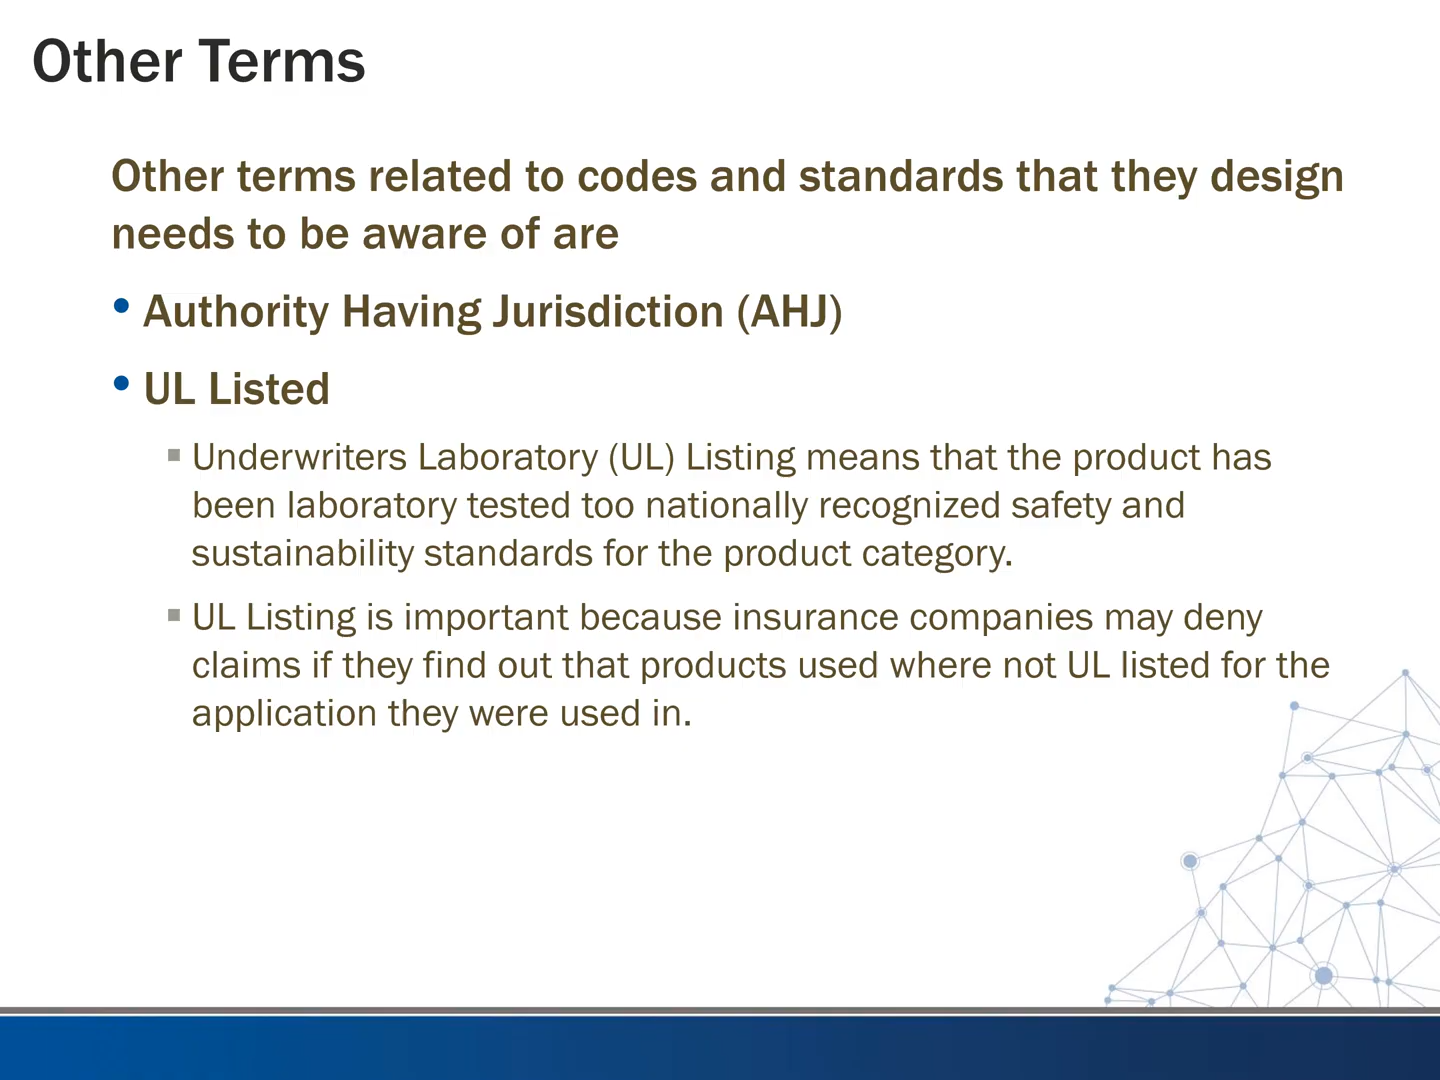 Other Terms
Other terms related to codes and standards that they design
needs to be aware of are
• Authority Having Jurisdiction (AHJ)
• UL Listed
▪ Underwriters Laboratory (UL) Listing means that the product has
been laboratory tested too nationally recognized safety and
sustainability standards for the product category.
▪ UL Listing is important because insurance companies may deny
claims if they find out that products used where not UL listed for the
application they were used in.